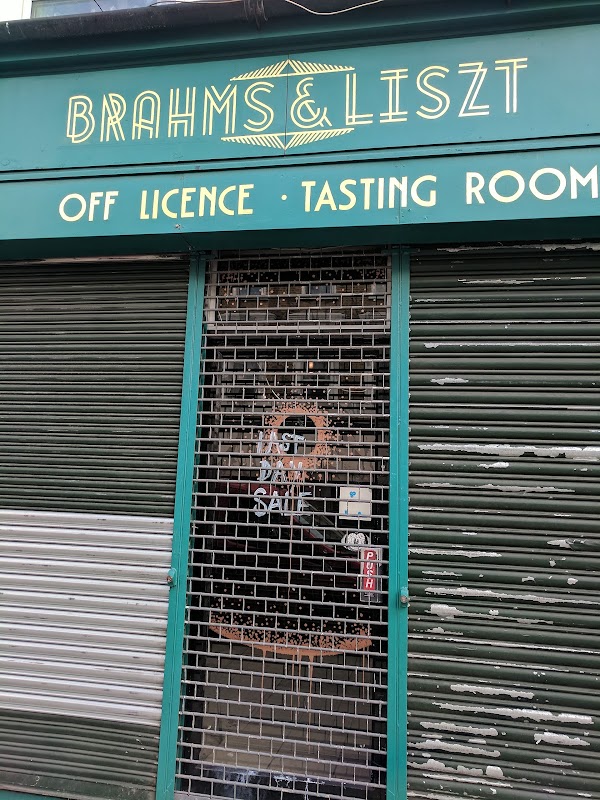 BRAHMS & LISZT
OFF LICENCE · TASTING ROOM
LAST
DAY
SALE
PUSH